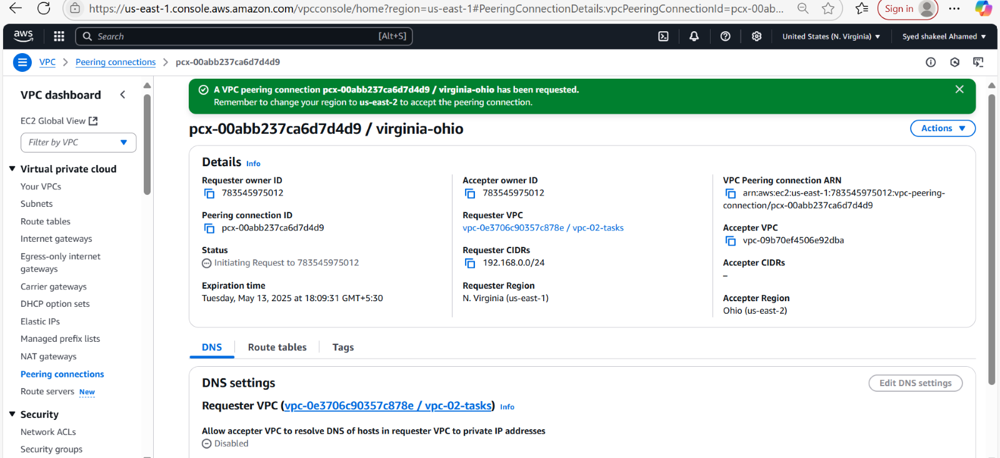 https://us-east-1.console.aws.amazon.com/vpcconsole/home?region=us-east-1#PeeringConnectionDetails:vpcPeeringConnectionId=pcx-00ab...
Sign in
aws
Search
[Alt+S]
United States (N. Virginia)
Syed shakeel Ahamed
VPC
Peering connections
pcx-00abb237ca6d7d4d9
VPC dashboard
EC2 Global View
Filter by VPC
Virtual private cloud
Your VPCs
Subnets
Route tables
Internet gateways
Egress-only internet
gateways
Carrier gateways
DHCP option sets
Elastic IPs
Managed prefix lists
NAT gateways
Peering connections
Route servers New
Security
Network ACLs
Security groups
A VPC peering connection pcx-00abb237ca6d7d4d9 / virginia-ohio has been requested.
Remember to change your region to us-east-2 to accept the peering connection.
pcx-00abb237ca6d7d4d9 / virginia-ohio
Actions
Details Info
Requester owner ID
783545975012
Peering connection ID
pcx-00abb237ca6d7d4d9
Status
Initiating Request to 783545975012
Expiration time
Tuesday, May 13, 2025 at 18:09:31 GMT+5:30
Accepter owner ID
783545975012
Requester VPC
vpc-0e3706c90357c878e / vpc-02-tasks
Requester CIDRs
192.168.0.0/24
Requester Region
N. Virginia (us-east-1)
VPC Peering connection ARN
arn:aws:ec2:us-east-1:783545975012:vpc-peering-
connection/pcx-00abb237ca6d7d4d9
Accepter VPC
vpc-09b70ef4506e92dba
Accepter CIDRs
–
Accepter Region
Ohio (us-east-2)
DNS
Route tables
Tags
DNS settings
Edit DNS settings
Requester VPC (vpc-0e3706c90357c878e / vpc-02-tasks) Info
Allow accepter VPC to resolve DNS of hosts in requester VPC to private IP addresses
Disabled